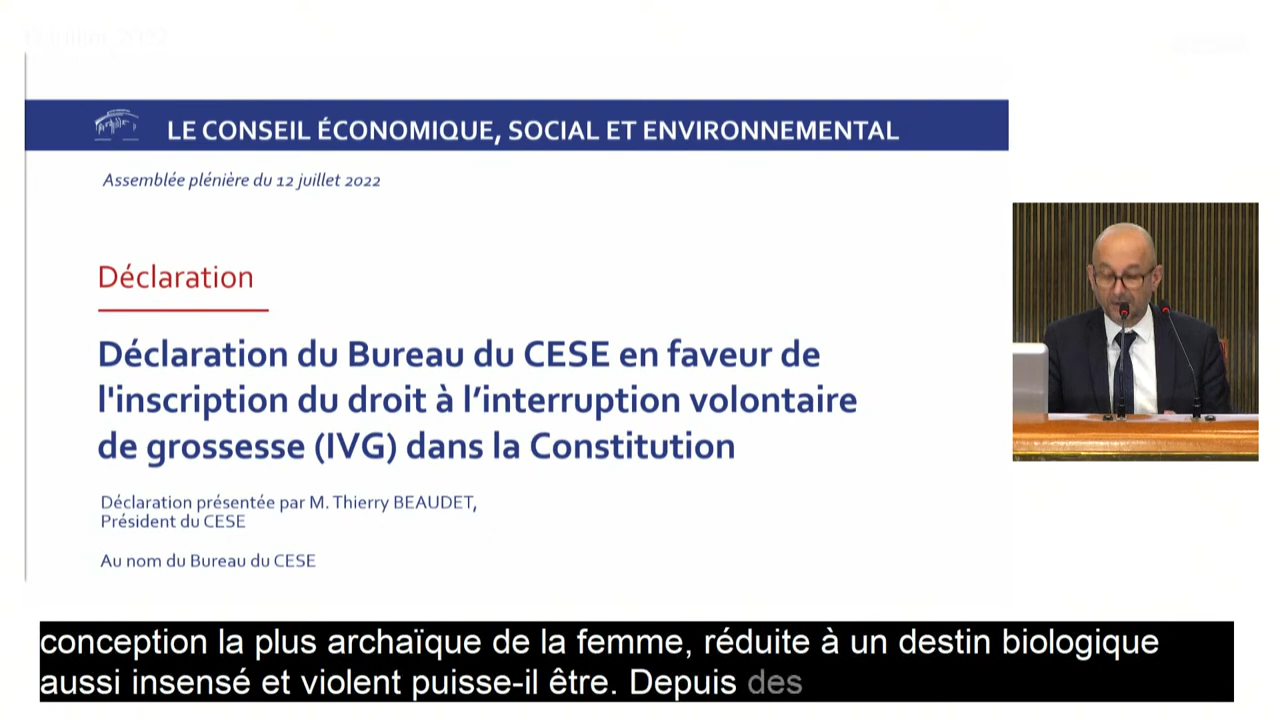 LE CONSEIL ÉCONOMIQUE, SOCIAL ET ENVIRONNEMENTAL
Assemblée plénière du 12 juillet 2022
Déclaration
Déclaration du Bureau du CESE en faveur de
l'inscription du droit à l’interruption volontaire
de grossesse (IVG) dans la Constitution
Déclaration présentée par M. Thierry BEAUDET,
Président du CESE
Au nom du Bureau du CESE
conception la plus archaïque de la femme, réduite à un destin biologique
aussi insensé et violent puisse-il être. Depuis des